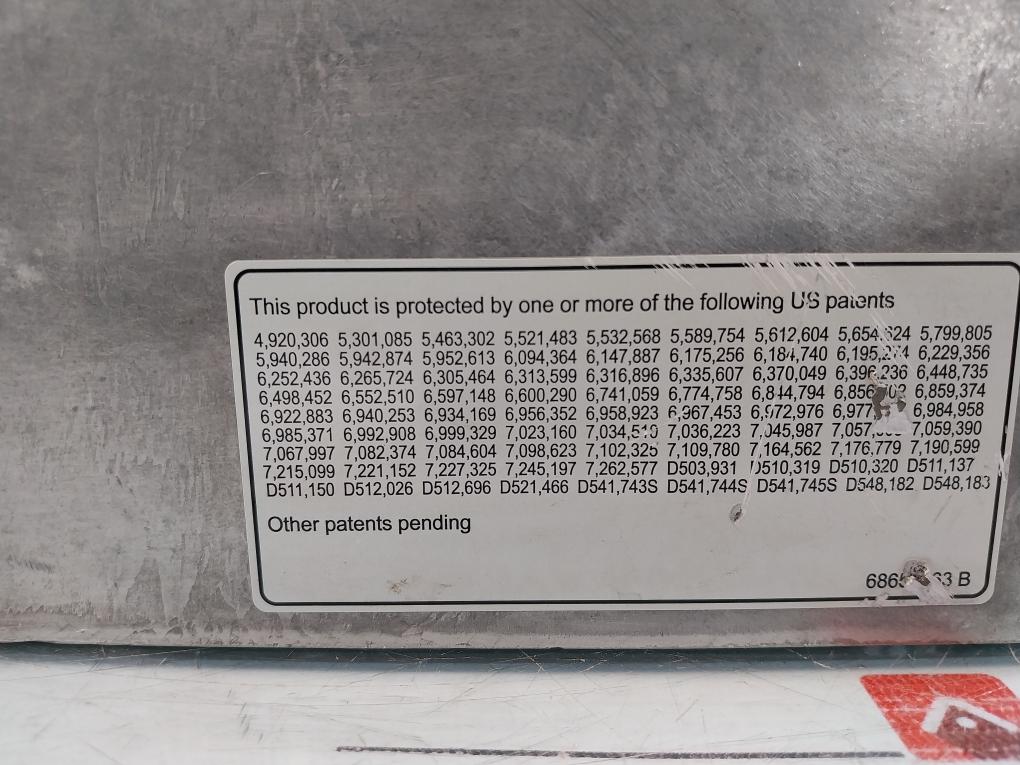 This product is protected by one or more of the following US patents
4,920,306 5,301,085 5,463,302 5,521,483 5,532,568 5,589,754 5,612,604 5,799,805
5,940,286 5,942,874 5,952,613 6,094,364 6,147,887 6,175,256 6,184,740 6,229,356
6,252,436 6,265,724 6,305,464 6,313,599 6,316,896 6,335,607 6,370,049 6,396,236 6,448,735
6,498,452 6,552,510 6,597,148 6,600,290 6,741,059 6,774,758 6,844,794 6,859,374
6,922,883 6,940,253 6,934,169 6,956,352 6,958,923 6,967,453 6,972,976 6,984,958
6,985,371 6,992,908 6,999,329 7,023,160 7,034,510 7,036,223 7,045,987 7,059,390
7,067,997 7,082,374 7,084,604 7,098,623 7,102,325 7,109,780 7,164,562 7,176,779 7,190,599
7,215,099 7,221,152 7,227,325 7,245,197 7,262,577 D503,931 D510,319 D510,320 D511,137
D511,150 D512,026 D512,696 D521,466 D541,743S D541,744S D541,745S D548,182 D548,183
Other patents pending
B